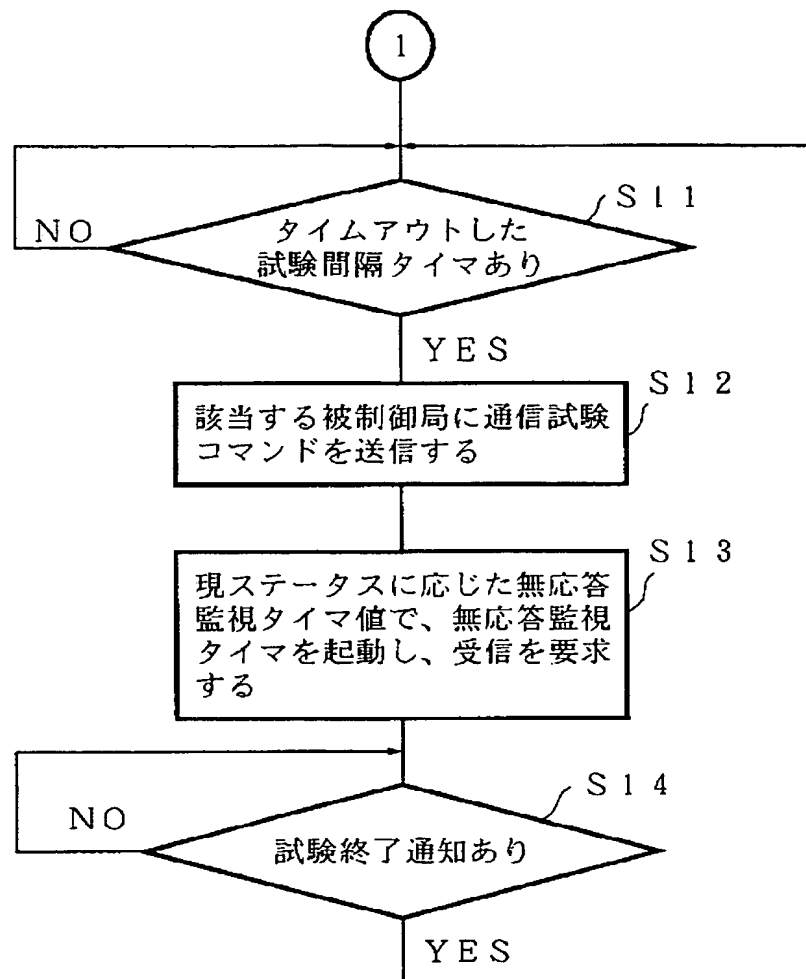 1
S11
タイムアウトした
試験間隔タイマあり
NO
YES
S12
該当する被制御局に通信試験
コマンドを送信する
S13
現ステータスに応じた無応答
監視タイマ値で、無応答監視
タイマを起動し、受信を要求
する
S14
NO
試験終了通知あり
YES